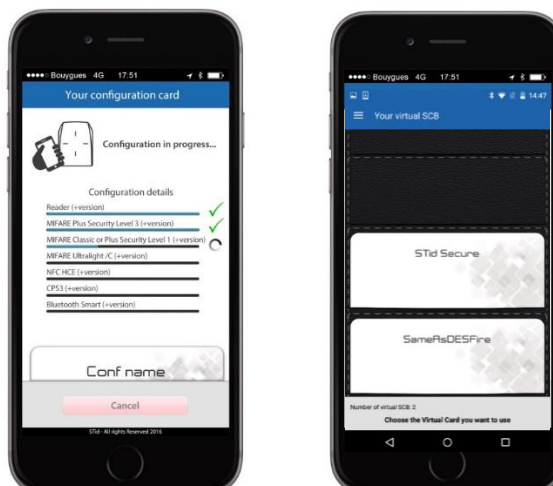 Bouygues 4G 17:51
Your configuration card
Configuration in progress...
Configuration details
Reader (+version)
MIFARE Plus Security Level 3 (+version)
MIFARE Classic or Plus Security Level 1 (+version)
MIFARE Ultralight /C (+version)
NFC HCE (+version)
CPS3 (+version)
Bluetooth Smart (+version)
Conf name
Cancel
STid - All rights Reserved 2016
Bouygues 4G 17:51
14:47
Your virtual SCB
STid Secure
SameAsDESFire
Number of virtual SCB: 2
Choose the Virtual Card you want to use